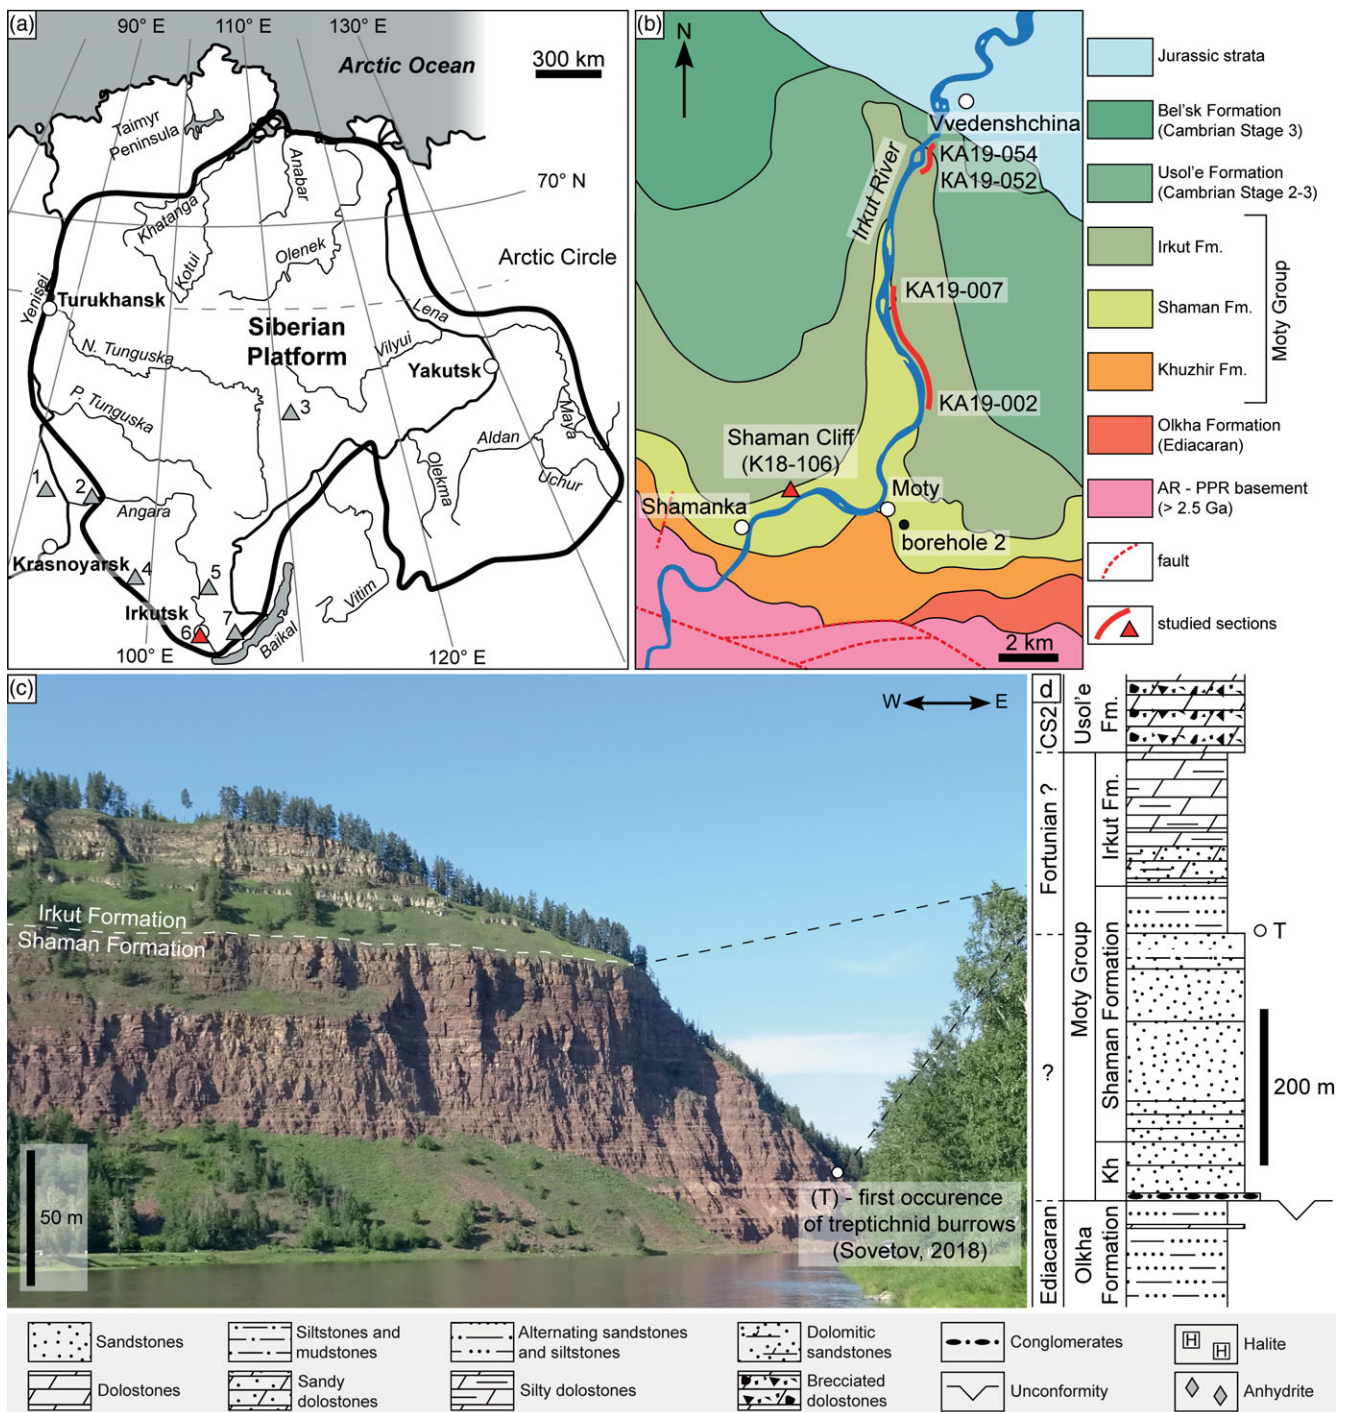 (a)
90° E
110° E
130° E
Arctic Ocean
300 km
Taimyr
Peninsula
Anabar
70° N
Khatanga
Kotui
Olenek
Arctic Circle
Yenisei
Turukhansk
Lena
Siberian
Platform
N. Tunguska
Vilyui
Yakutsk
3
P. Tunguska
Maya
Aldan
Olekma
Uchur
1
2
Angara
Krasnoyarsk
4
5
Vitim
Irkutsk
6
7
Baikal
100° E
120° E
(b)
N
Vvedenshchina
KA19-054
KA19-052
Irkut River
KA19-007
KA19-002
Shaman Cliff
(K18-106)
Shamanka
Moty
borehole 2
2 km
Jurassic strata
Bel'sk Formation
(Cambrian Stage 3)
Usol'e Formation
(Cambrian Stage 2-3)
Irkut Fm.
Shaman Fm.
Khuzhir Fm.
Moty Group
Olkha Formation
(Ediacaran)
AR - PPR basement
(> 2.5 Ga)
fault
studied sections
(c)
W
E
Irkut Formation
Shaman Formation
50 m
(T) - first occurence
of treptichnid burrows
(Sovetov, 2018)
d
CS2
Usol'e
Fm.
Fortunian ?
Irkut Fm.
T
Moty Group
Shaman Formation
?
200 m
Kh
Ediacaran
Olkha
Formation
Sandstones
Siltstones and
mudstones
Alternating sandstones
and siltstones
Dolomitic
sandstones
Conglomerates
H
H
Halite
Dolostones
Sandy
dolostones
Silty dolostones
Brecciated
dolostones
Unconformity
Anhydrite